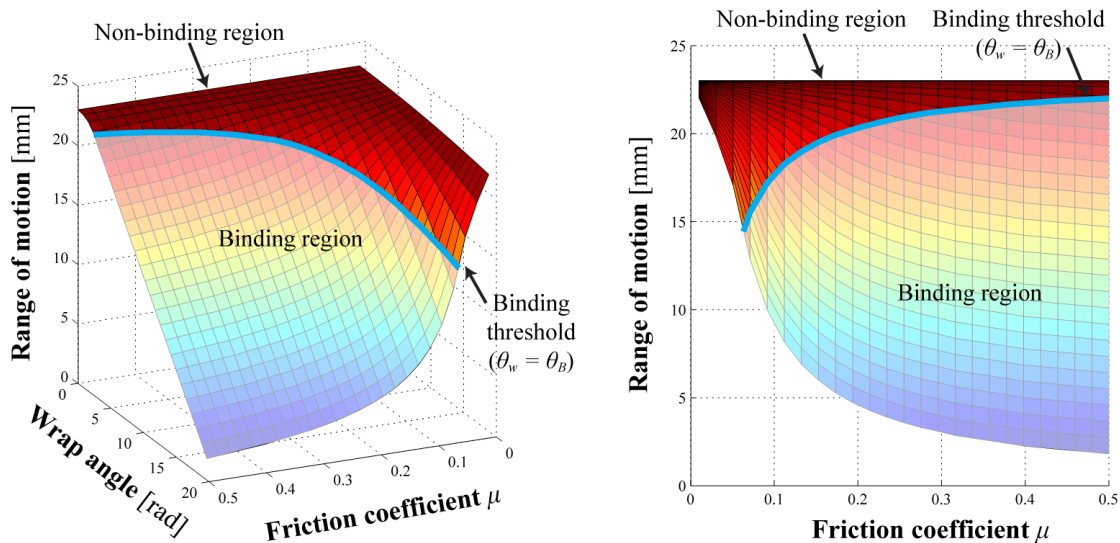 Non-binding region
25
20
15
10
5
0
Range of motion [mm]
Binding region
Binding
threshold
(θw = θB)
0
5
10
15
20
Wrap angle [rad]
0.5
0.4
0.3
0.2
0.1
0
Friction coefficient μ
Non-binding region
Binding threshold
(θw = θB)
25
20
15
10
5
0
Range of motion [mm]
Binding region
0.1
0.2
0.3
0.4
0.5
Friction coefficient μ